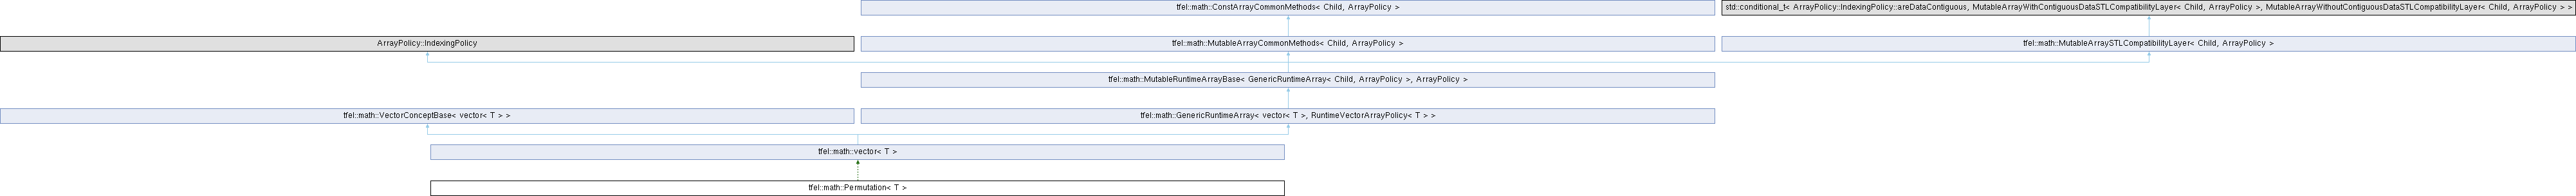 tfel::math::ConstArrayCommonMethods< Child, ArrayPolicy >
std::conditional_t< ArrayPolicy::IndexingPolicy::areDataContiguous, MutableArrayWithContiguousDataSTLCompatibilityLayer< Child, ArrayPolicy >, MutableArrayWithoutContiguousDataSTLCompatibilityLayer< Child, ArrayPolicy > >
ArrayPolicy::IndexingPolicy
tfel::math::MutableArrayCommonMethods< Child, ArrayPolicy >
tfel::math::MutableArraySTLCompatibilityLayer< Child, ArrayPolicy >
tfel::math::MutableRuntimeArrayBase< GenericRuntimeArray< Child, ArrayPolicy >, ArrayPolicy >
tfel::math::VectorConceptBase< vector< T > >
tfel::math::GenericRuntimeArray< vector< T >, RuntimeVectorArrayPolicy< T > >
tfel::math::vector< T >
tfel::math::Permutation< T >